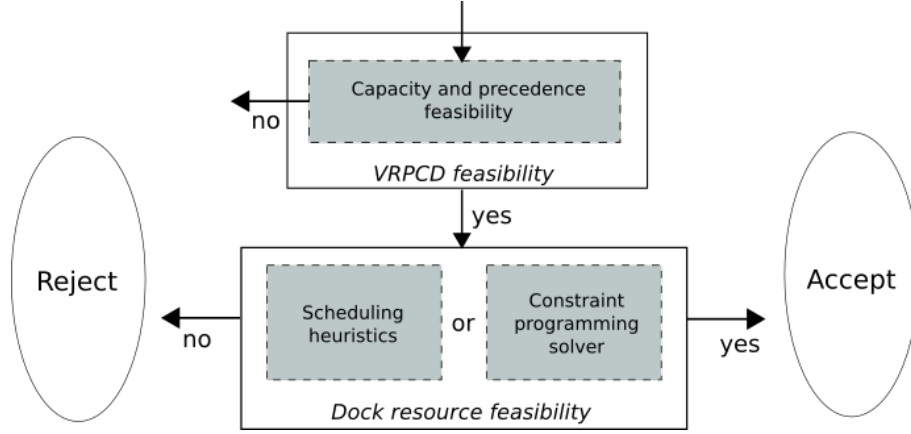 Capacity and precedence
feasibility
no
VRPCD feasibility
yes
Reject
Scheduling
heuristics
or
Constraint
programming
solver
Accept
no
yes
Dock resource feasibility